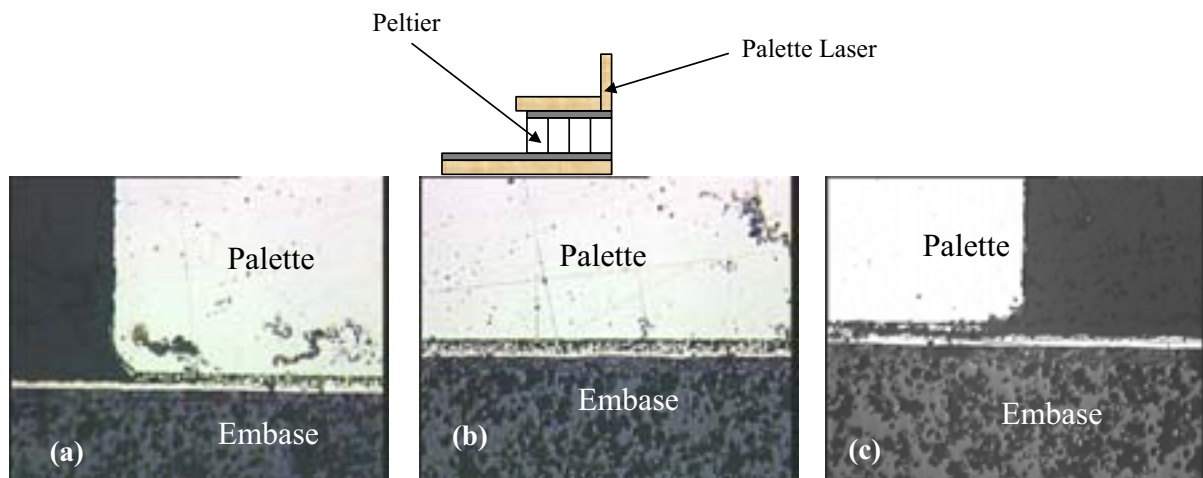 Peltier
Palette Laser
Palette
Embase
(a)
Palette
Embase
(b)
Palette
Embase
(c)